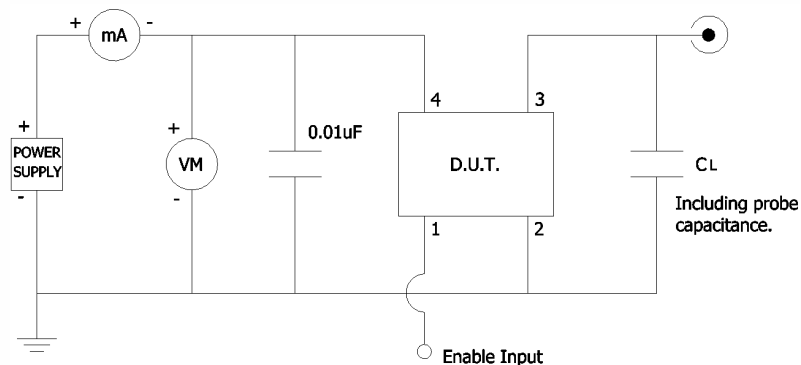 + mA -
4 3
+ + 0.01uF
POWER
SUPPLY
VM D.U.T. CL
- -
Including probe
capacitance.
1 2
Enable Input